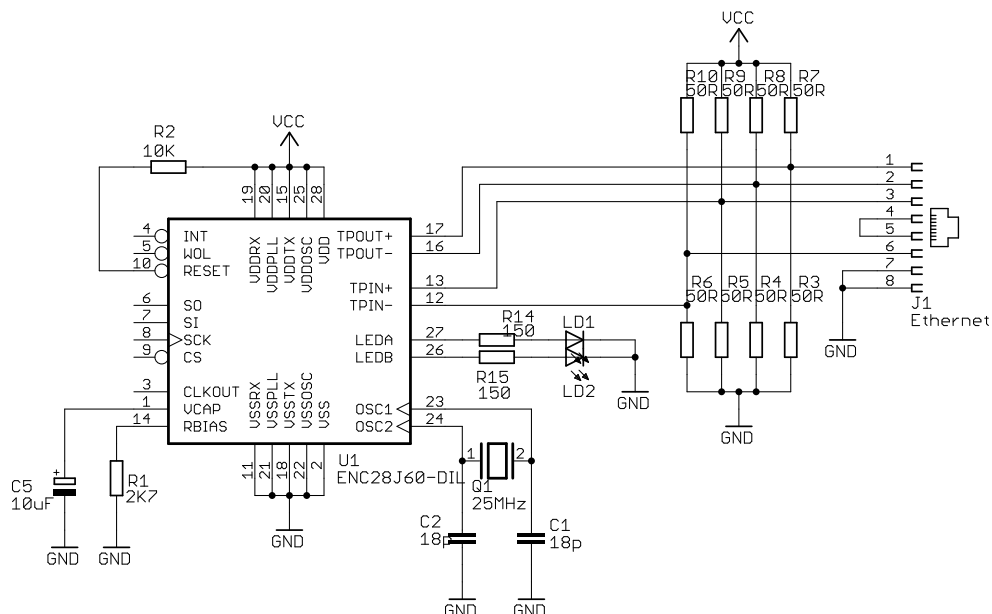 VCC
R10 R9 R8 R7
50R 50R 50R 50R
R2
10K
VCC
19 20 15 25 28
VDDRX VDDPLL VDDTX VDDOSC VDD
4 INT
5 WOL
10 RESET
6 SO
7 SI
8 SCK
9 CS
3 CLKOUT
1 VCAP
14 RBIAS
TPOUT+ 17
TPOUT- 16
TPIN+ 13
TPIN- 12
LEDA 27
LEDB 26
OSC1 23
OSC2 24
VSSRX VSSPLL VSSTX VSSOSC VSS
11 21 18 22 2
U1
ENC28J60-DIL
1
2
3
4
5
6
7
8
J1
Ethernet
GND
R6 R5 R4 R3
50R 50R 50R 50R
GND
R14
150
LD1
R15
150
LD2
GND
1 2
Q1
25MHz
C2
18p
C1
18p
GND
GND
+
C5
10uF
R1
2K7
GND
GND
GND